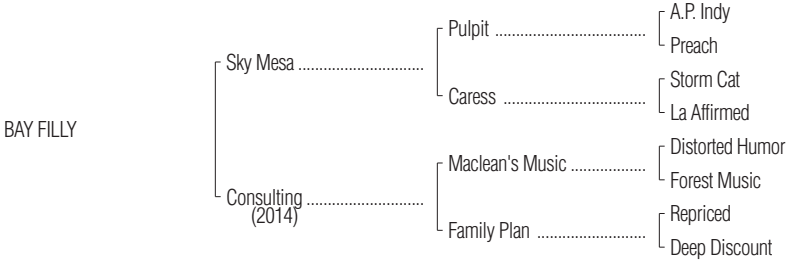 A.P. Indy
Pulpit ..................................
Preach
Sky Mesa .............................
Storm Cat
Caress ................................
La Affirmed
BAY FILLY
Distorted Humor
Maclean's Music .................
Forest Music
Consulting ...........................
(2014)
Repriced
Family Plan .........................
Deep Discount